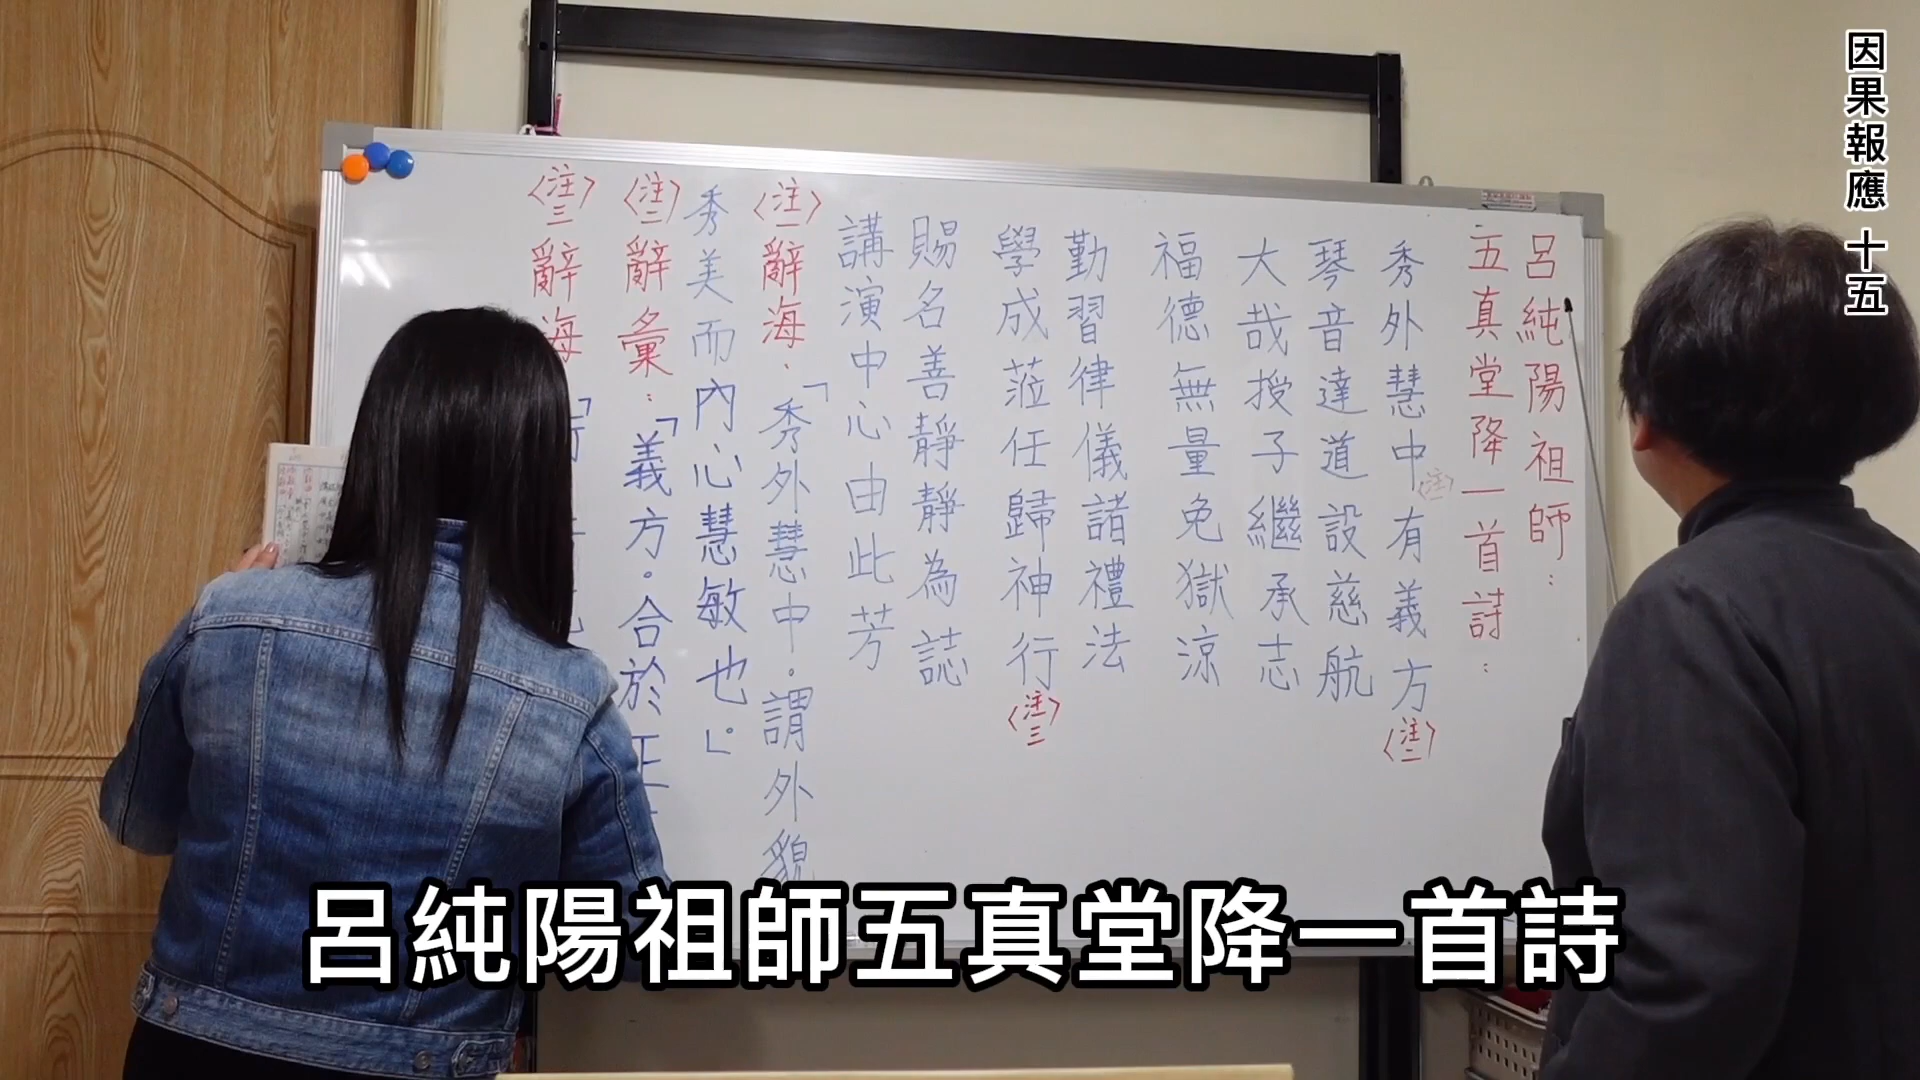 因果報應 十五
呂純陽祖師：
五真堂降一首詩：
秀外慧中〈注〉有義方〈注二〉
琴音達道設慈航
大哉授子繼承志
福德無量免獄涼
勤習律儀諸禮法
學成蒞任歸神行〈注三〉
賜名善靜靜為誌
講演中心由此芳
〈注一〉辭海、「秀外慧中。謂外貌
秀美而內心慧敏也。」
〈注二〉辭彙：「義方。合於正
〈注三〉辭海
呂純陽祖師五真堂降一首詩